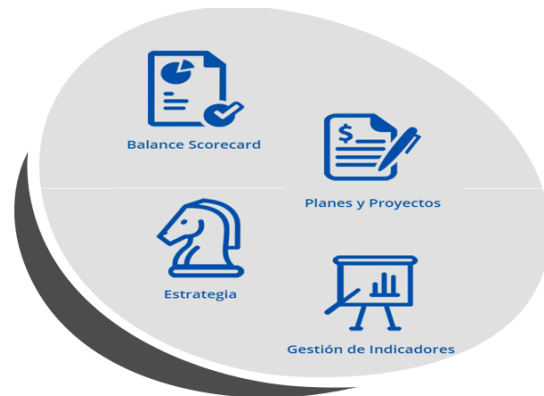 Balance Scorecard
$
Planes y Proyectos
Estrategia
Gestión de Indicadores